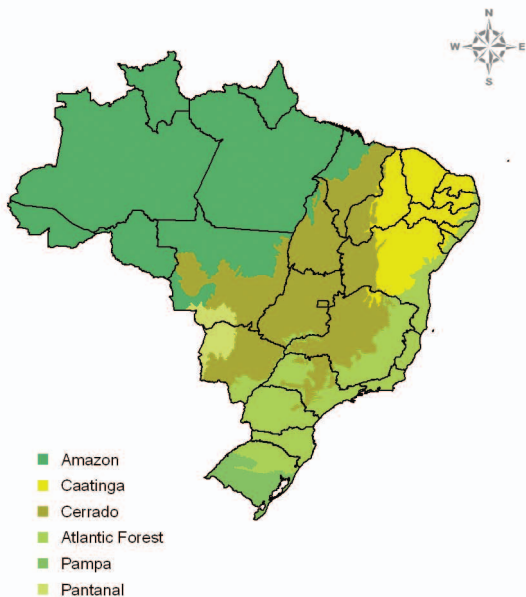 N
W E
S
Amazon
Caatinga
Cerrado
Atlantic Forest
Pampa
Pantanal